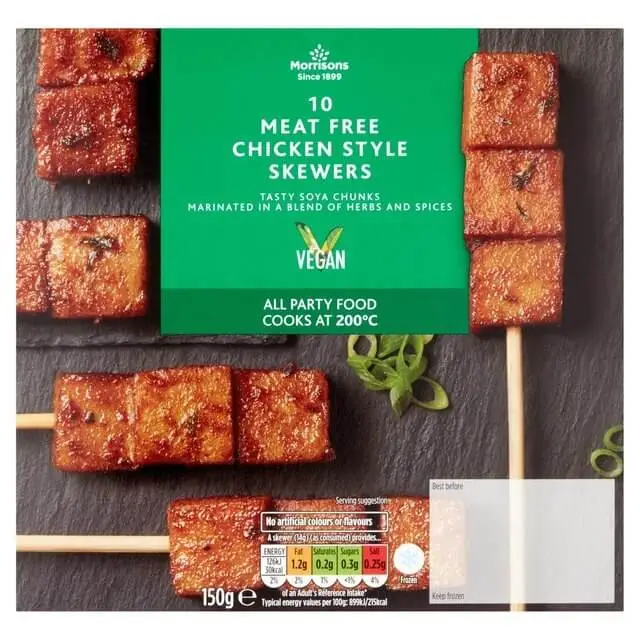 Morrisons
Since 1899
10
MEAT FREE
CHICKEN STYLE
SKEWERS
TASTY SOYA CHUNKS
MARINATED IN A BLEND OF HERBS AND SPICES
VEGAN
ALL PARTY FOOD
COOKS AT 200°C
Serving suggestion
Best before
No artificial colours or flavours
A skewer (14g) (as consumed) provides...
ENERGY Fat Saturates Sugars Salt
126kJ 1.2g 0.2g 0.3g 0.25g
30kcal
2% 2% 1% <1% 4%
Frozen
of an Adult's Reference Intake*
Typical energy values per 100g: 899kJ/215kcal
150g e
Keep frozen